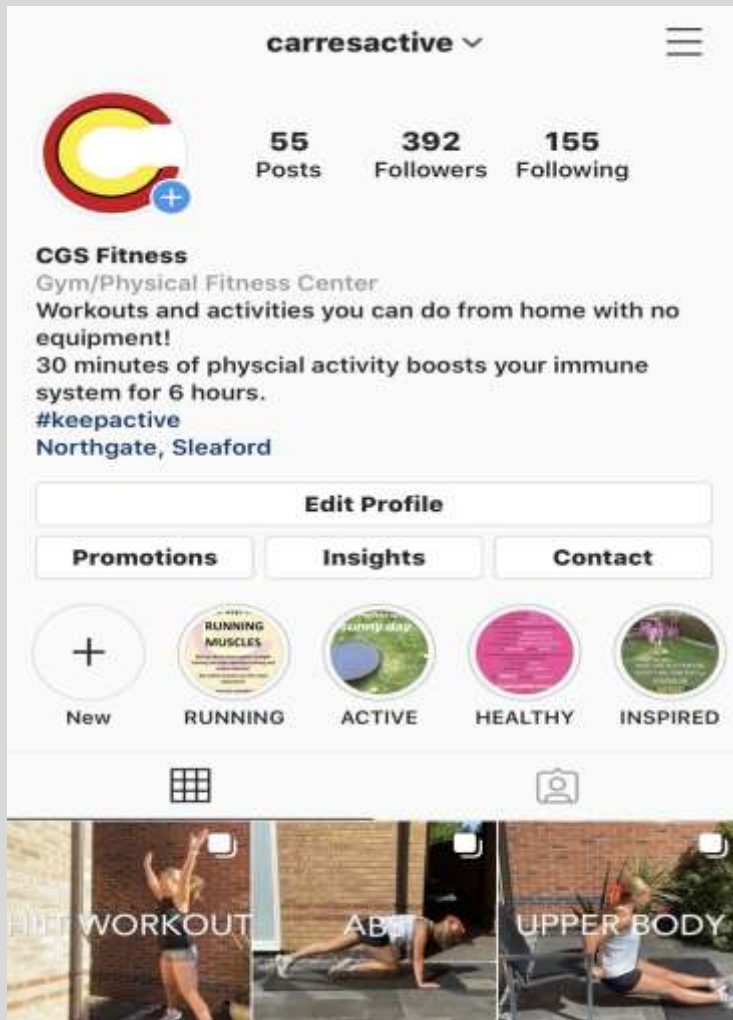 carresactive
55 392 155
Posts Followers Following
CGS Fitness
Gym/Physical Fitness Center
Workouts and activities you can do from home with no
equipment!
30 minutes of physcial activity boosts your immune
system for 6 hours.
#keepactive
Northgate, Sleaford
Edit Profile
Promotions Insights Contact
RUNNING
MUSCLES
sunny day
New RUNNING ACTIVE HEALTHY INSPIRED
HIIT WORKOUT ABS UPPER BODY